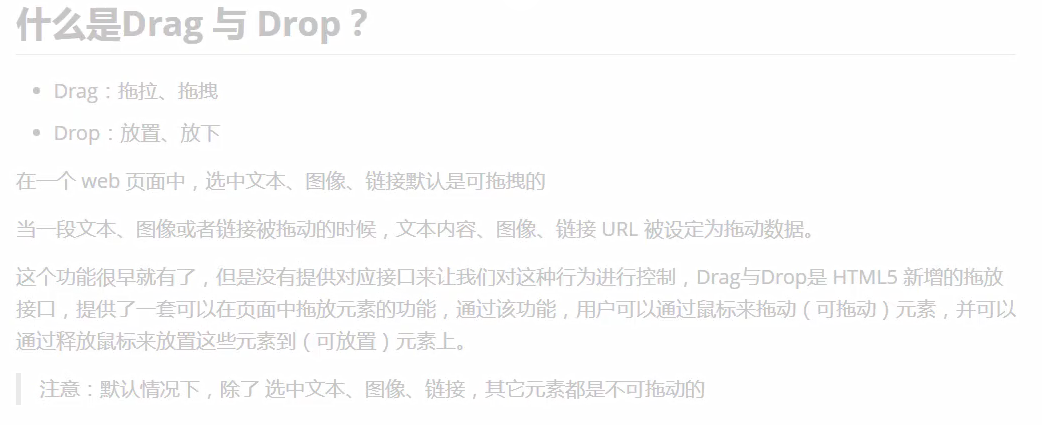 什么是Drag 与 Drop？
Drag：拖拉、拖拽
Drop：放置、放下
在一个 web 页面中，选中文本、图像、链接默认是可拖拽的
当一段文本、图像或者链接被拖动的时候，文本内容、图像、链接 URL 被设定为拖动数据。
这个功能很早就有了，但是没有提供对应接口来让我们对这种行为进行控制，Drag与Drop是 HTML5 新增的拖放
接口，提供了一套可以在页面中拖放元素的功能，通过该功能，用户可以通过鼠标来拖动（可拖动）元素，并可以
通过释放鼠标来放置这些元素到（可放置）元素上。
注意：默认情况下，除了 选中文本、图像、链接，其它元素都是不可拖动的